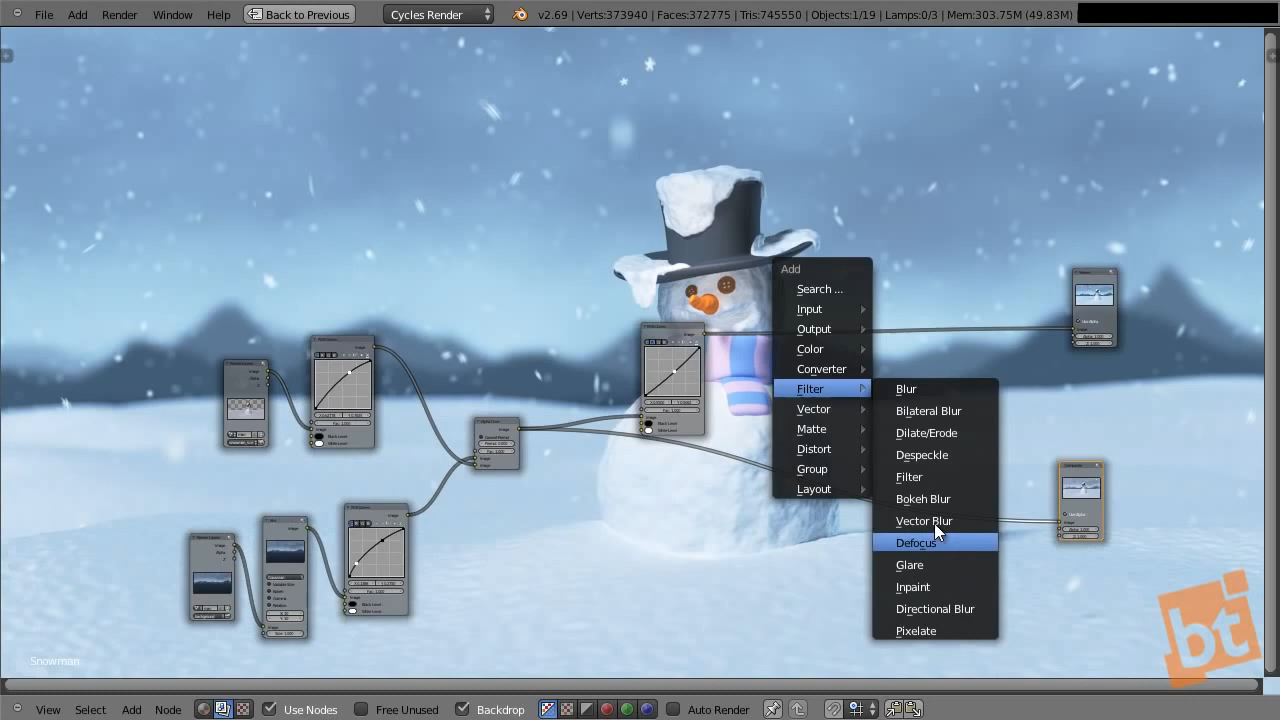 File Add Render Window Help Back to Previous Cycles Render v2.69 | Verts:373940 | Faces:372775 | Tris:745550 | Objects:1/19 | Lamps:0/3 | Mem:303.75M (49.83M)
Add
Search ...
Input
Output
Color
Converter
Filter
Vector
Matte
Distort
Group
Layout
Blur
Bilateral Blur
Dilate/Erode
Despeckle
Filter
Bokeh Blur
Vector Blur
Defocus
Glare
Inpaint
Directional Blur
Pixelate
bt
Snowman
View Select Add Node Use Nodes Free Unused Backdrop Auto Render